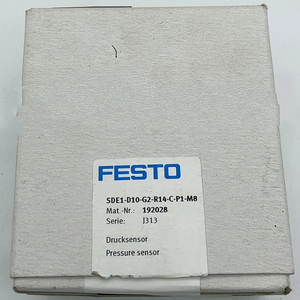 FESTO
SDE1-D10-G2-R14-C-P1-M8
Mat.-Nr.: 192028
Serie: J313
Drucksensor
Pressure sensor